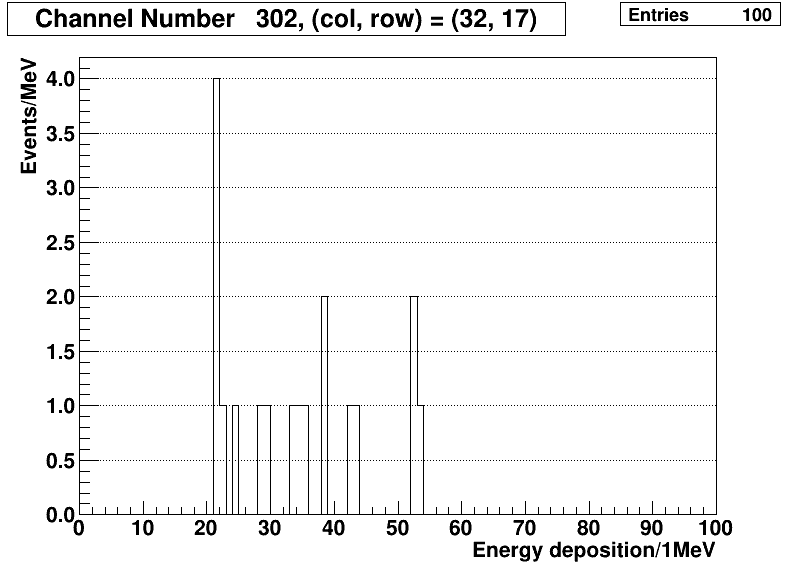 Channel Number 302, (col, row) = (32, 17)
Entries 100
Events/MeV
4.0
3.5
3.0
2.5
2.0
1.5
1.0
0.5
0.0
0 10 20 30 40 50 60 70 80 90 100
Energy deposition/1MeV